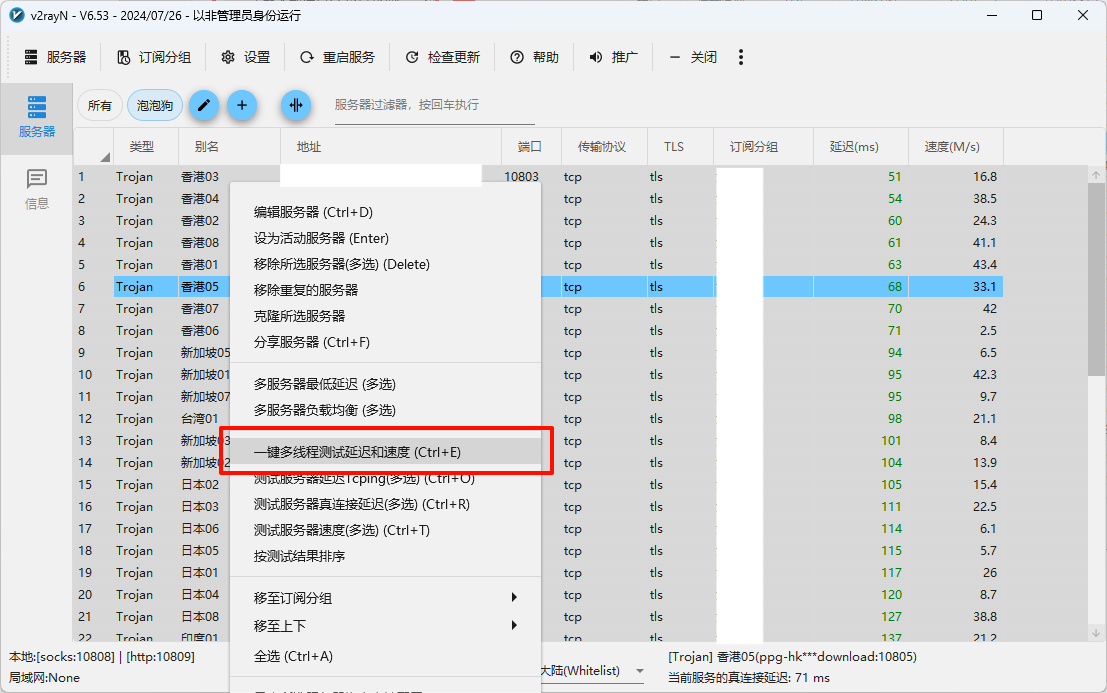 v2rayN - V6.53 - 2024/07/26 - 以非管理员身份运行
服务器 订阅分组 设置 重启服务 检查更新 帮助 推广 关闭
服务器
信息
所有 泡泡狗 服务器过滤器，按回车执行
类型 别名 地址 端口 传输协议 TLS 订阅分组 延迟(ms) 速度(M/s)
1 Trojan 香港03 10803 tcp tls 51 16.8
2 Trojan 香港04 tcp tls 54 38.5
3 Trojan 香港02 tcp tls 60 24.3
4 Trojan 香港08 tcp tls 61 41.1
5 Trojan 香港01 tcp tls 63 43.4
6 Trojan 香港05 tcp tls 68 33.1
7 Trojan 香港07 tcp tls 70 42
8 Trojan 香港06 tcp tls 71 2.5
9 Trojan 新加坡05 tcp tls 94 6.5
10 Trojan 新加坡01 tcp tls 95 42.3
11 Trojan 新加坡07 tcp tls 95 9.7
12 Trojan 台湾01 tcp tls 98 21.1
13 Trojan 新加坡03 tcp tls 101 8.4
14 Trojan 新加坡02 tcp tls 104 13.9
15 Trojan 日本02 tcp tls 105 15.4
16 Trojan 日本03 tcp tls 111 22.5
17 Trojan 日本06 tcp tls 114 6.1
18 Trojan 日本05 tcp tls 115 5.7
19 Trojan 日本01 tcp tls 117 26
20 Trojan 日本04 tcp tls 120 8.7
21 Trojan 日本08 tcp tls 127 38.8
22 Trojan 印度01 tcp tls 137 21.2
编辑服务器 (Ctrl+D)
设为活动服务器 (Enter)
移除所选服务器(多选) (Delete)
移除重复的服务器
克隆所选服务器
分享服务器 (Ctrl+F)
多服务器最低延迟 (多选)
多服务器负载均衡 (多选)
一键多线程测试延迟和速度 (Ctrl+E)
测试服务器延迟Tcping(多选) (Ctrl+O)
测试服务器真连接延迟(多选) (Ctrl+R)
测试服务器速度(多选) (Ctrl+T)
按测试结果排序
移至订阅分组
移至上下
全选 (Ctrl+A)
本地:[socks:10808] | [http:10809]
局域网:None
大陆(Whitelist)
[Trojan] 香港05(ppg-hk***download:10805)
当前服务的真连接延迟: 71 ms